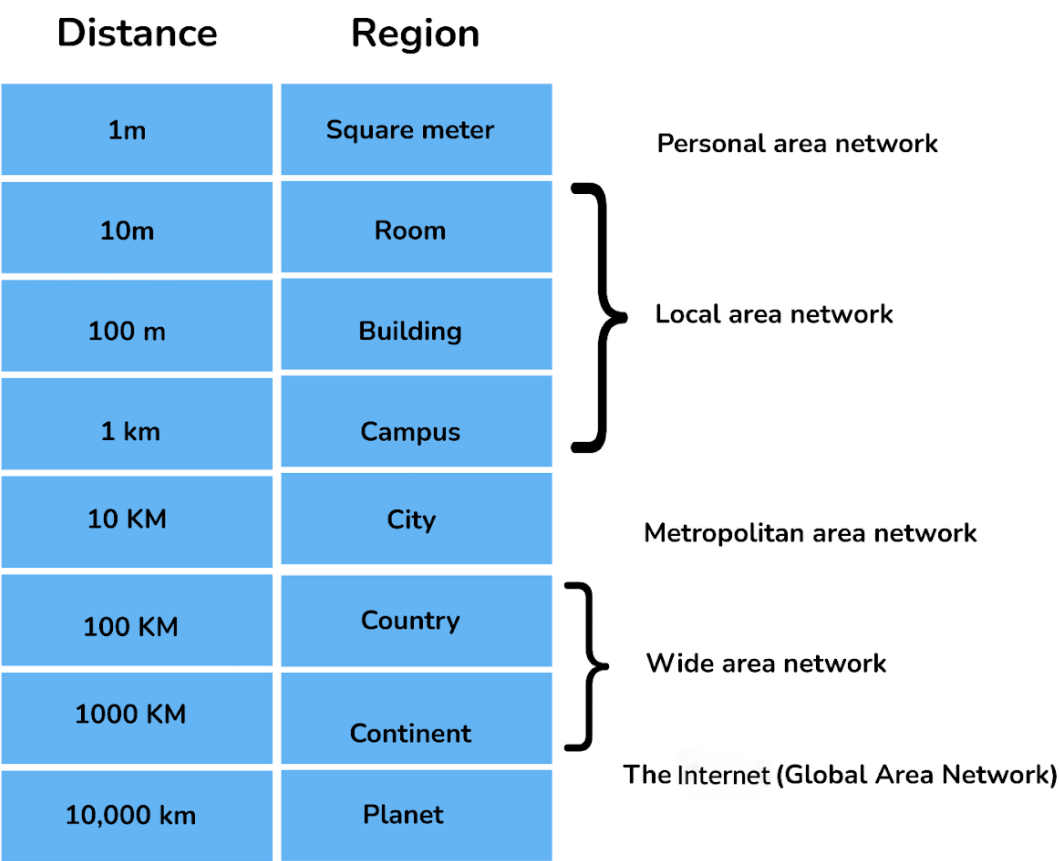 Distance Region
1m Square meter Personal area network
10m Room
100 m Building Local area network
1 km Campus
10 KM City Metropolitan area network
100 KM Country
Wide area network
1000 KM Continent
The Internet (Global Area Network)
10,000 km Planet